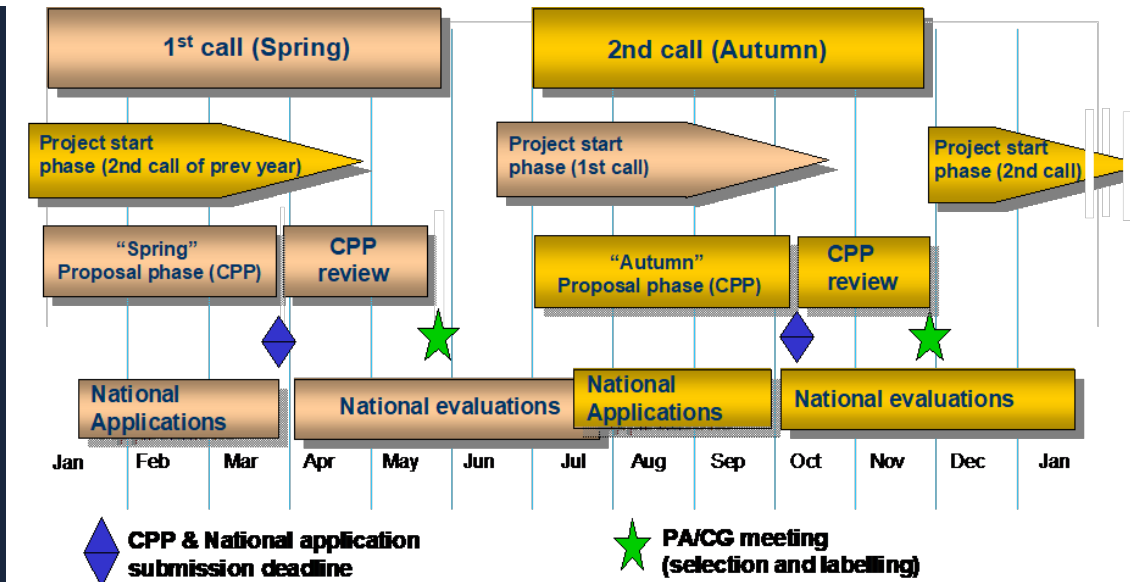 1st call (Spring)
2nd call (Autumn)
Project start
phase (2nd call of prev year)
Project start
phase (1st call)
Project start
phase (2nd call)
“Spring”
Proposal phase (CPP)
CPP
review
“Autumn”
Proposal phase (CPP)
CPP
review
National
Applications
National evaluations
National
Applications
National evaluations
Jan Feb Mar Apr May Jun Jul Aug Sep Oct Nov Dec Jan
CPP & National application
submission deadline
PA/CG meeting
(selection and labelling)